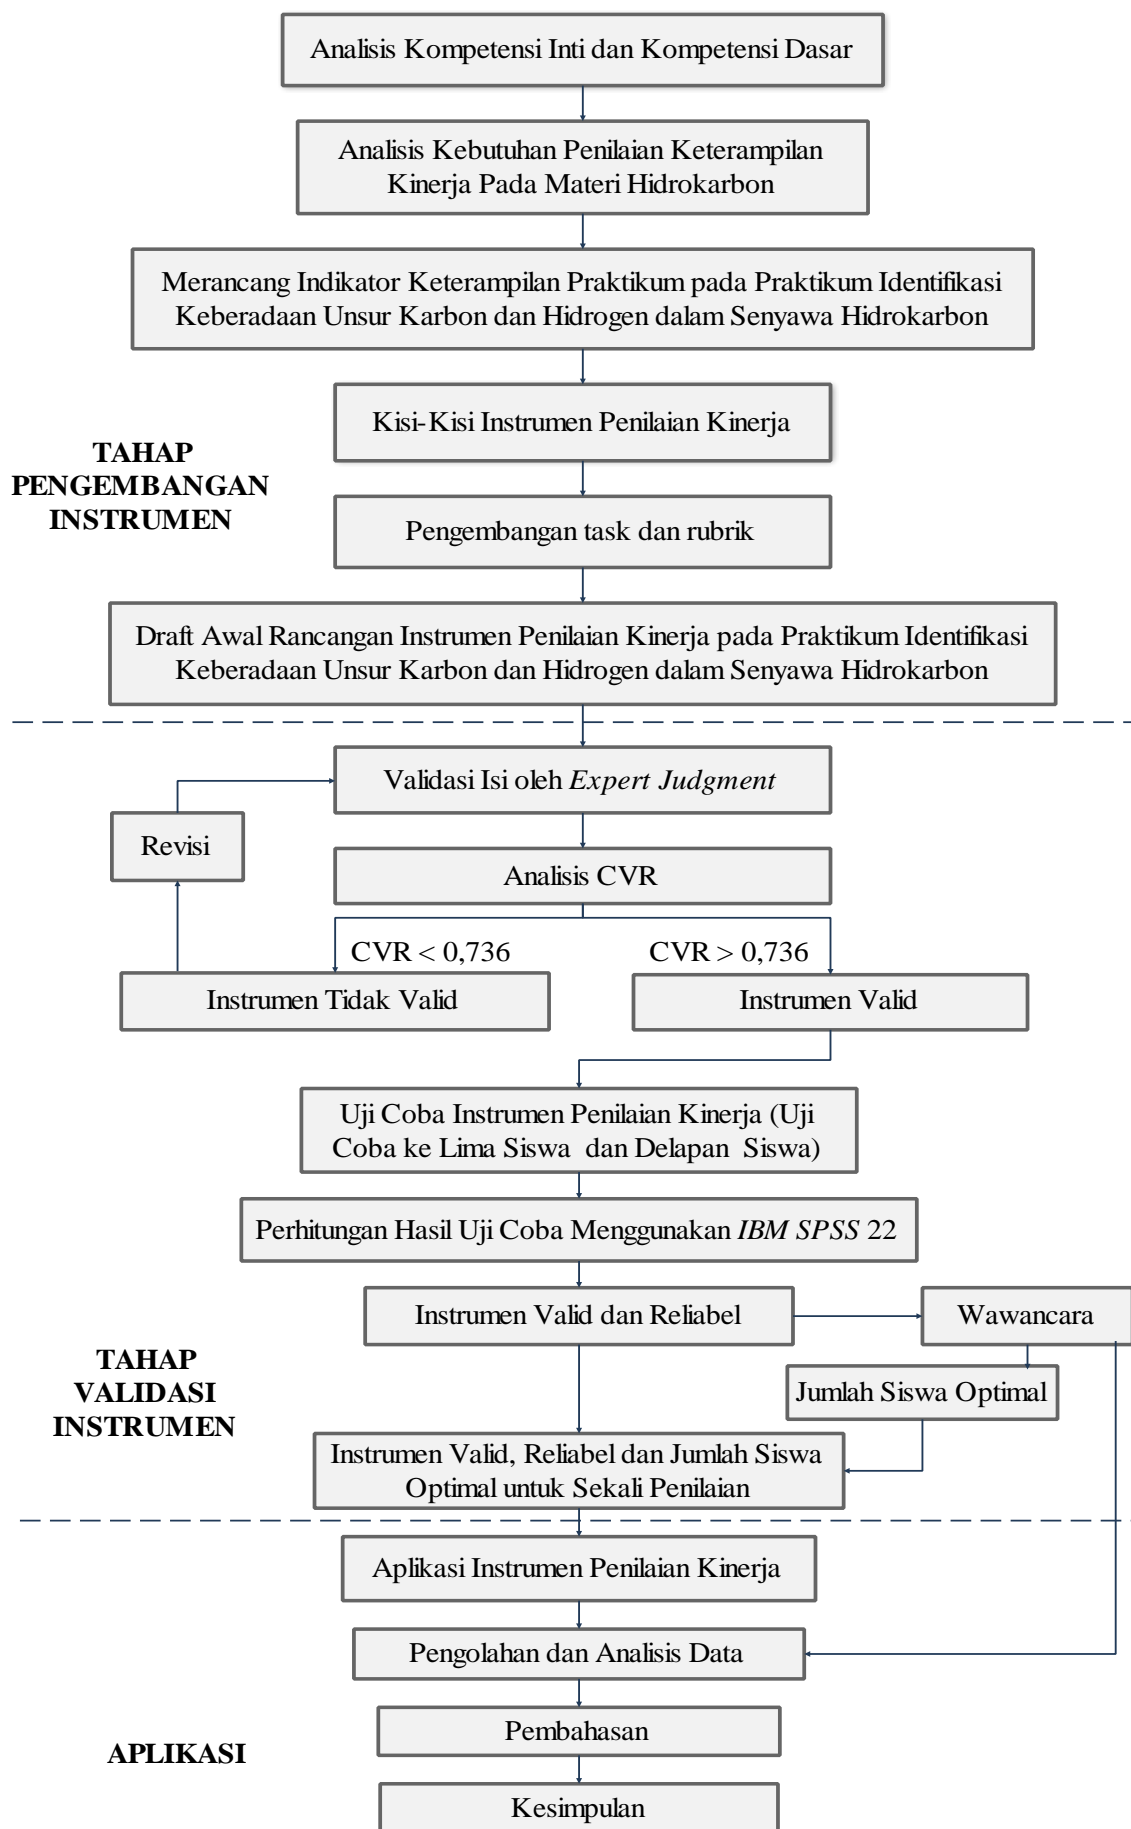 Analisis Kompetensi Inti dan Kompetensi Dasar
Analisis Kebutuhan Penilaian Keterampilan
Kinerja Pada Materi Hidrokarbon
Merancang Indikator Keterampilan Praktikum pada Praktikum Identifikasi
Keberadaan Unsur Karbon dan Hidrogen dalam Senyawa Hidrokarbon
Kisi-Kisi Instrumen Penilaian Kinerja
TAHAP
PENGEMBANGAN
INSTRUMEN
Pengembangan task dan rubrik
Draft Awal Rancangan Instrumen Penilaian Kinerja pada Praktikum Identifikasi
Keberadaan Unsur Karbon dan Hidrogen dalam Senyawa Hidrokarbon
Validasi Isi oleh Expert Judgment
Revisi
Analisis CVR
CVR < 0,736
CVR > 0,736
Instrumen Tidak Valid
Instrumen Valid
Uji Coba Instrumen Penilaian Kinerja (Uji
Coba ke Lima Siswa dan Delapan Siswa)
Perhitungan Hasil Uji Coba Menggunakan IBM SPSS 22
Instrumen Valid dan Reliabel
Wawancara
TAHAP
VALIDASI
INSTRUMEN
Jumlah Siswa Optimal
Instrumen Valid, Reliabel dan Jumlah Siswa
Optimal untuk Sekali Penilaian
Aplikasi Instrumen Penilaian Kinerja
Pengolahan dan Analisis Data
Pembahasan
APLIKASI
Kesimpulan